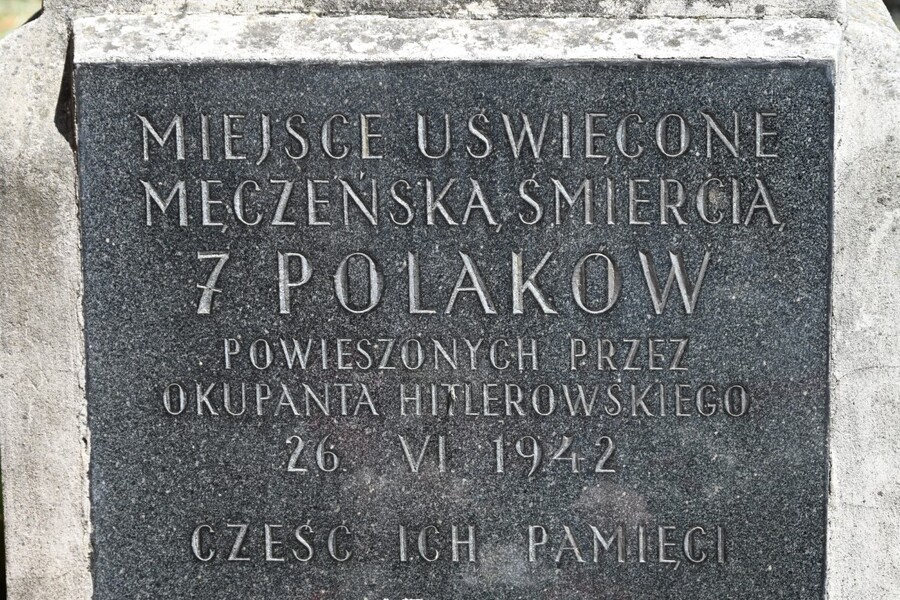 MIEJSCE UŚWIĘCONE
MĘCZEŃSKĄ ŚMIERCIĄ
7 POLAKÓW
POWIESZONYCH PRZEZ
OKUPANTA HITLEROWSKIEGO
26 VI 1942
CZEŚĆ ICH PAMIĘCI